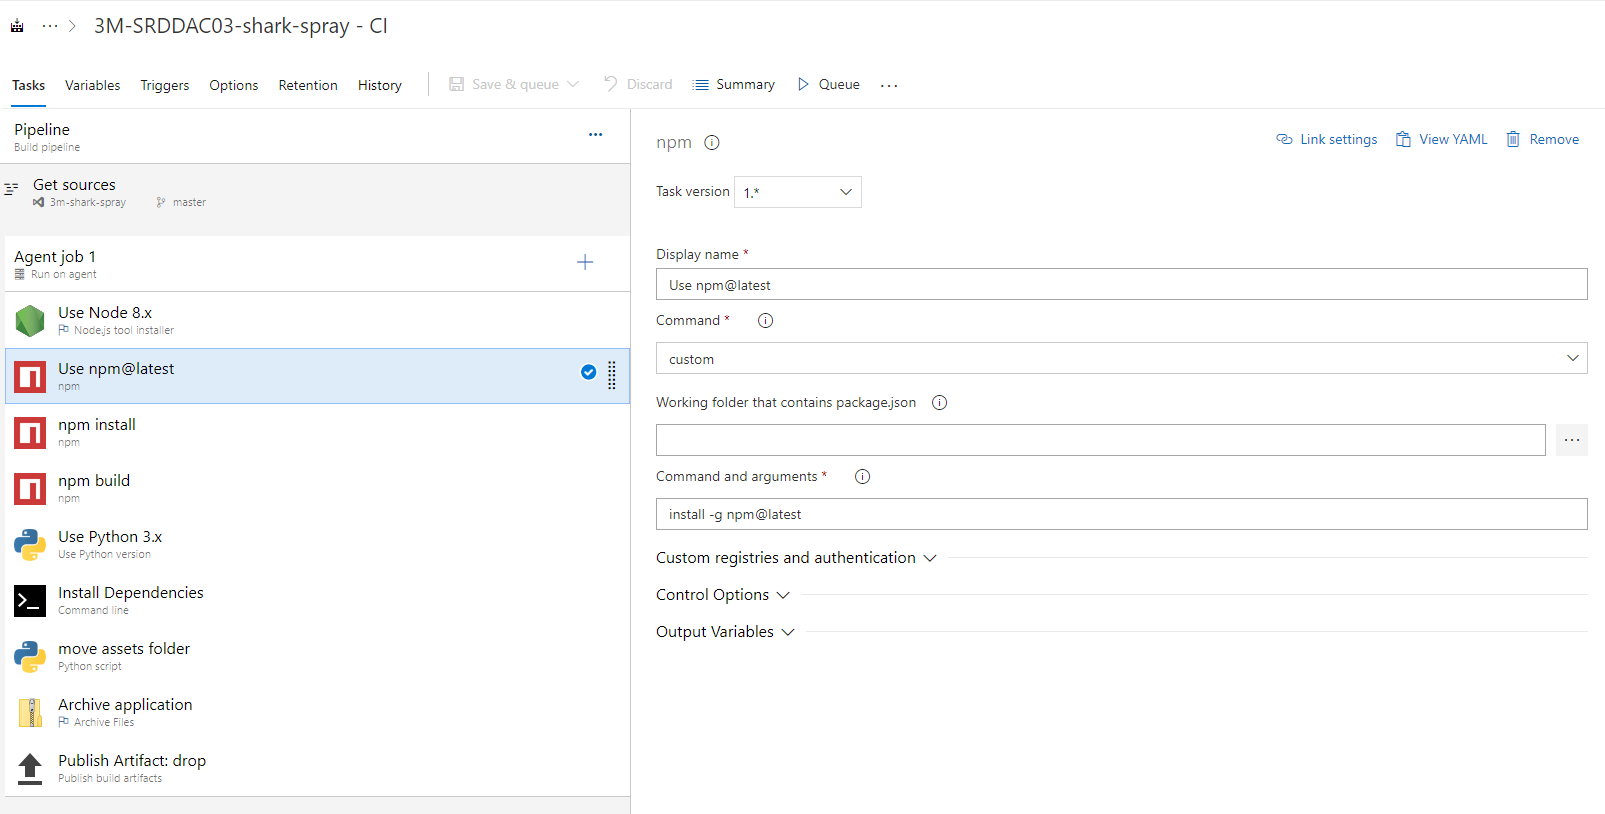 3M-SRDDAC03-shark-spray - CI
Tasks Variables Triggers Options Retention History Save & queue Discard Summary Queue ...
Pipeline
Build pipeline
Get sources
3m-shark-spray master
Agent job 1
Run on agent
Use Node 8.x
Node.js tool installer
Use npm@latest
npm
npm install
npm
npm build
npm
Use Python 3.x
Use Python version
Install Dependencies
Command line
move assets folder
Python script
Archive application
Archive Files
Publish Artifact: drop
Publish build artifacts
npm
Link settings View YAML Remove
Task version 1.*
Display name *
Use npm@latest
Command *
custom
Working folder that contains package.json
...
Command and arguments *
install -g npm@latest
Custom registries and authentication
Control Options
Output Variables